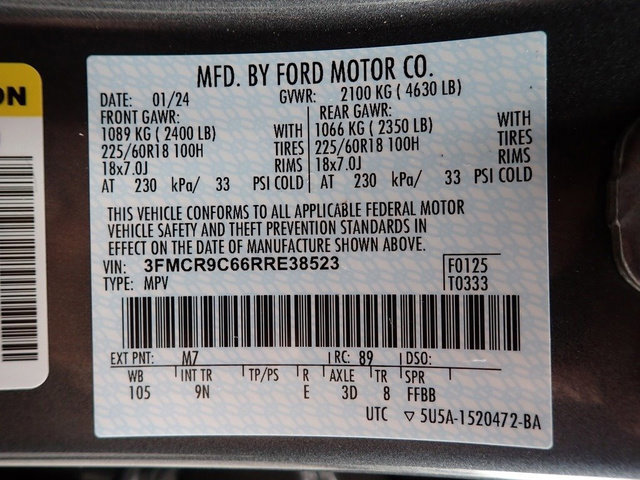 ON
MFD. BY FORD MOTOR CO.
DATE: 01/24 GVWR: 2100 KG ( 4630 LB)
FRONT GAWR: REAR GAWR:
1089 KG ( 2400 LB) WITH 1066 KG ( 2350 LB) WITH
225/60R18 100H TIRES 225/60R18 100H TIRES
18x7.0J RIMS 18x7.0J RIMS
AT 230 kPa/ 33 PSI COLD AT 230 kPa/ 33 PSI COLD
THIS VEHICLE CONFORMS TO ALL APPLICABLE FEDERAL MOTOR
VEHICLE SAFETY AND THEFT PREVENTION STANDARDS IN
EFFECT ON THE DATE OF MANUFACTURE SHOWN ABOVE.
VIN: 3FMCR9C66RRE38523 F0125
TYPE: MPV T0333
EXT PNT: M7 RC: 89 DSO:
WB INT TR TP/PS R AXLE TR SPR
105 9N E 3D 8 FFBB
UTC ▽ 5U5A-1520472-BA